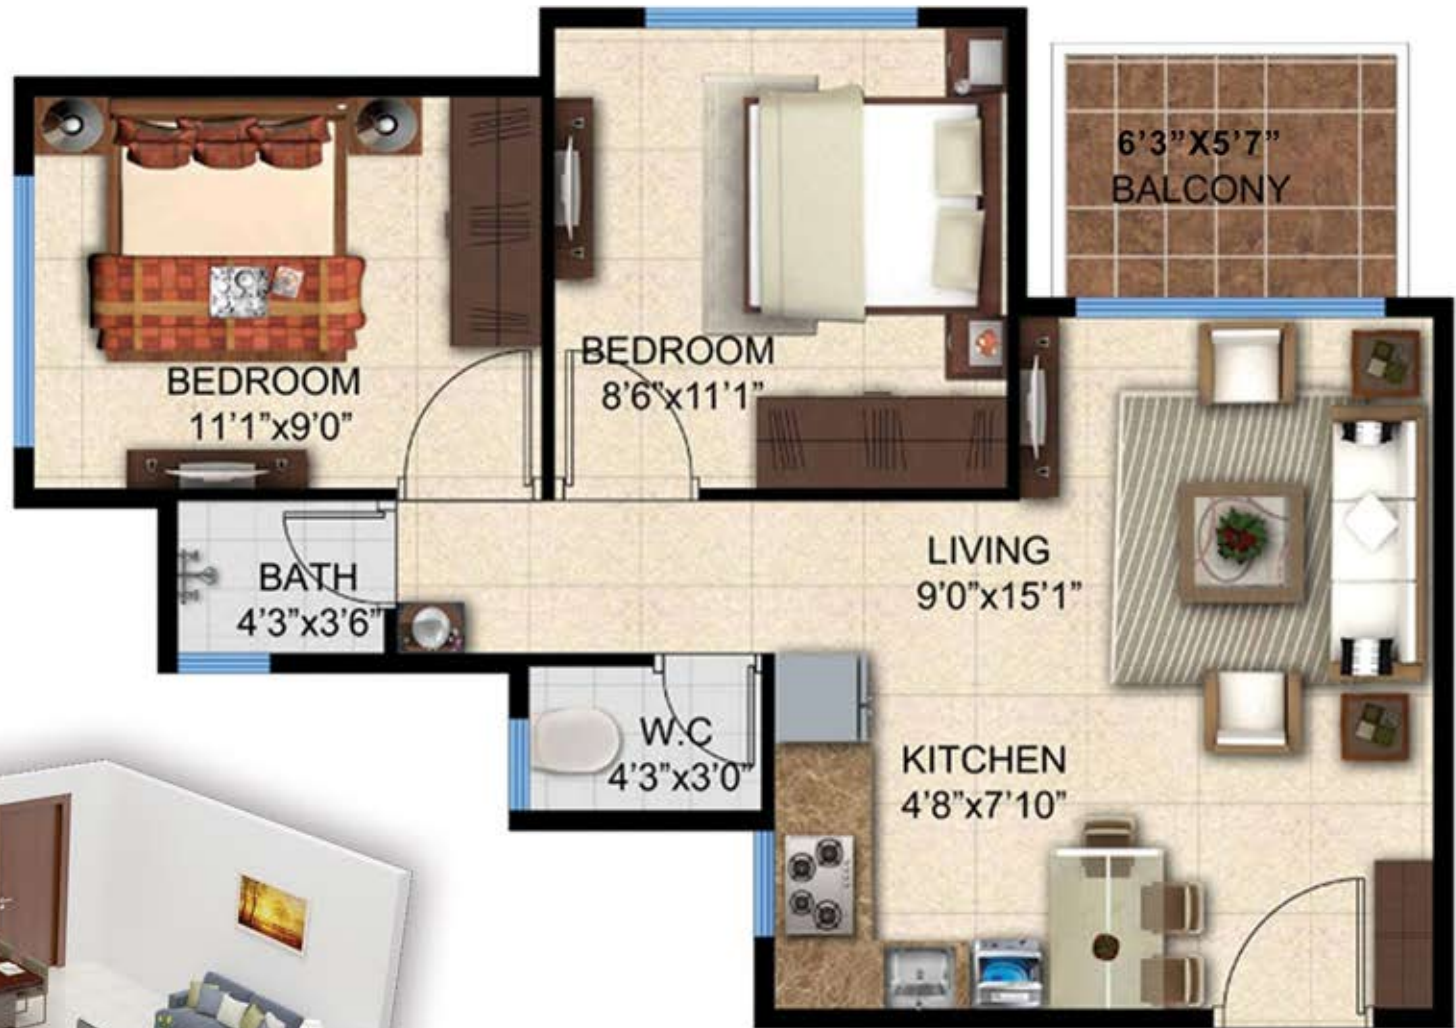 6'3”X5'7”
BALCONY
BEDROOM
8'6”x11'1”
BEDROOM
11'1”x9'0”
LIVING
9'0”x15'1”
BATH
4'3”x3'6”
W.C
4'3”x3'0”
KITCHEN
4'8”x7'10”